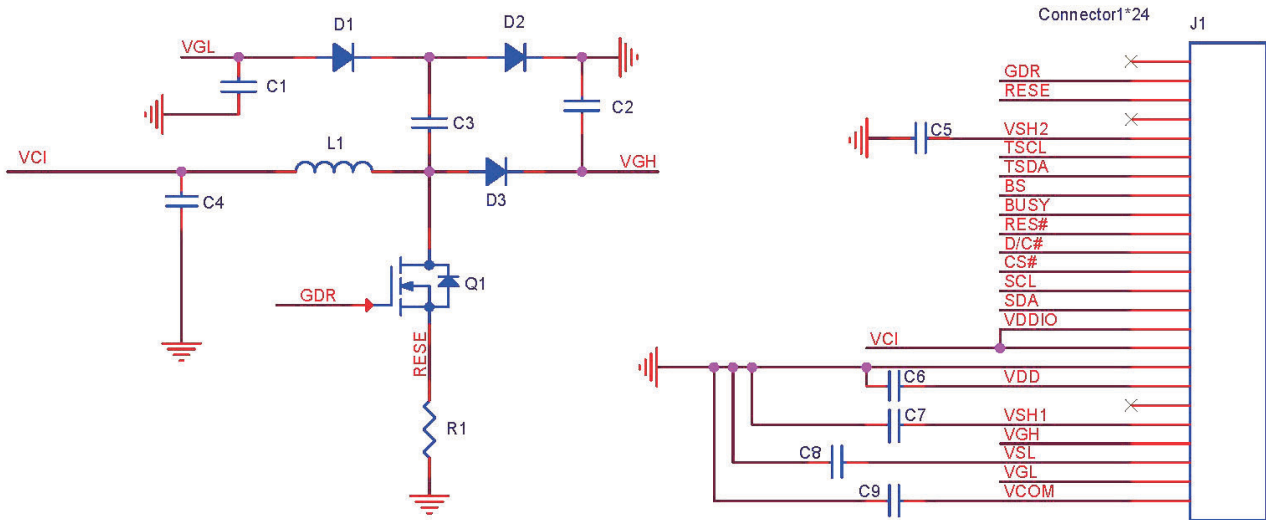 D1
D2
VGL
C1
C2
C3
VCI
L1
VGH
D3
C4
GDR
Q1
RESE
R1
Connector1*24
J1
GDR
RESE
C5
VSH2
TSCL
TSDA
BS
BUSY
RES#
D/C#
CS#
SCL
SDA
VDDIO
VCI
C6
VDD
C7
VSH1
VGH
C8
VSL
VGL
C9
VCOM